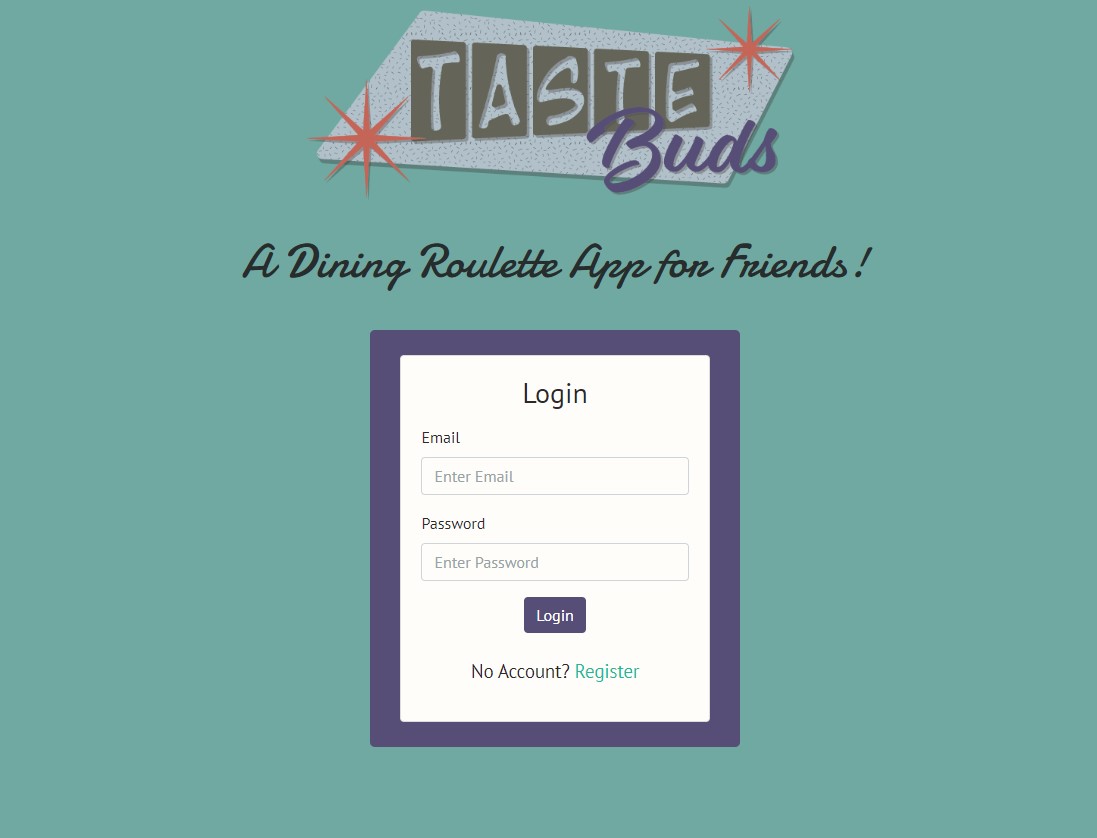 TASTE
Buds
A Dining Roulette App for Friends!
Login
Email
Enter Email
Password
Enter Password
Login
No Account? Register